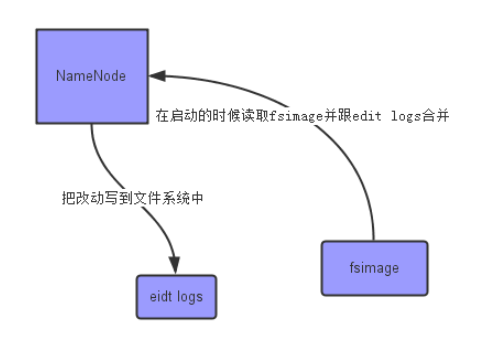 NameNode
在启动的时候读取fsimage并跟edit logs合并
把改动写到文件系统中
fsimage
eidt logs